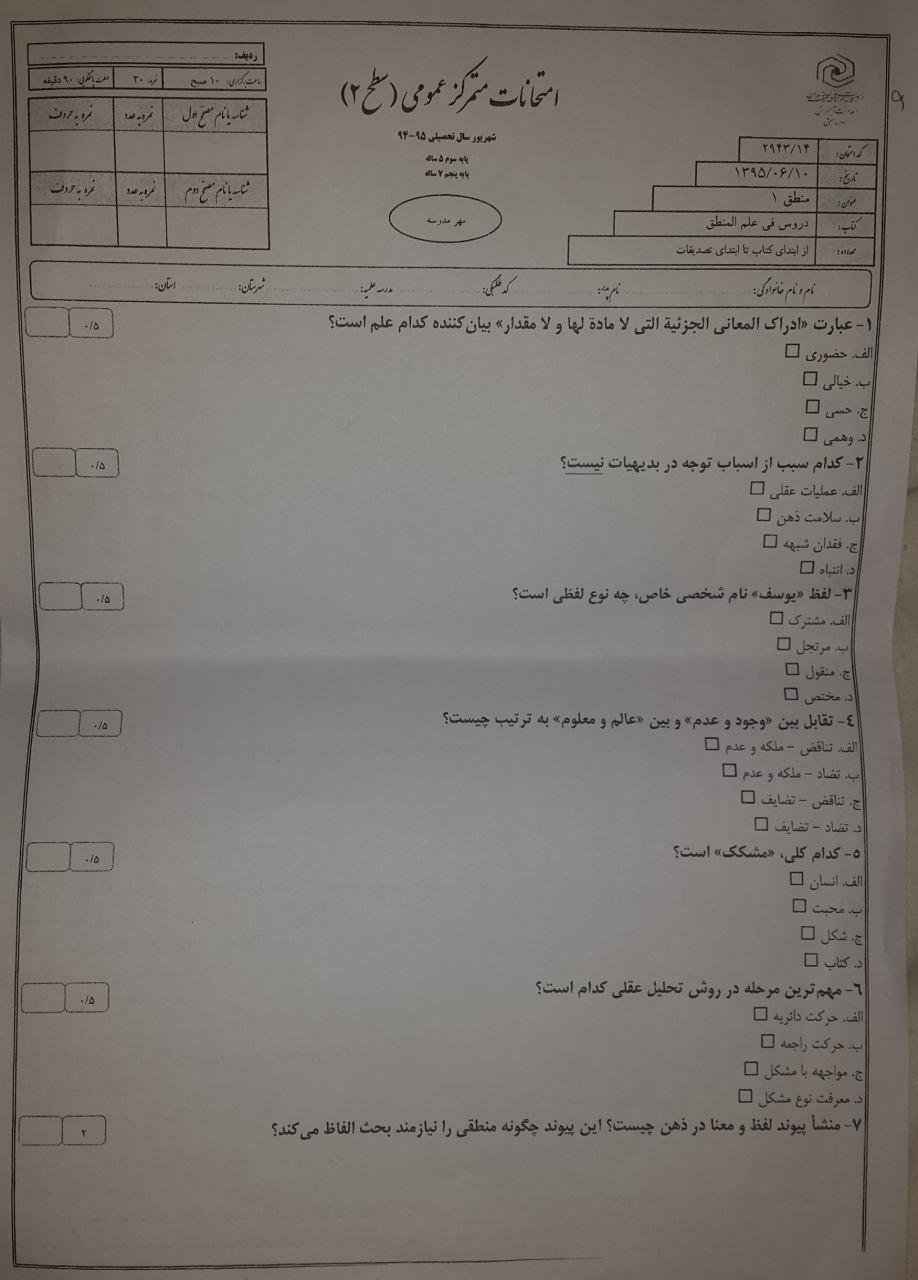 امتحانات متمرکز عمومی (سطح ۲)
شهریور سال تحصیلی ۹۵-۹۴
پایه سوم ۵ ساله
پایه پنجم ۷ ساله
مهر مدرسه
ردیف:
ساعت برگزاری: ۱۰ صبح
نمره: ۲۰
مهلت پاسخگویی: ۹۰ دقیقه
شناسه یا نام مصحح اول
نمره به عدد
نمره به حروف
شناسه یا نام مصحح دوم
نمره به عدد
نمره به حروف
کد امتحان: ۲۹۴۳/۱۴
تاریخ: ۱۳۹۵/۰۶/۱۰
عنوان: منطق ۱
کتاب: دروس فی علم المنطق
محدوده: از ابتدای کتاب تا ابتدای تصدیقات
نام و نام خانوادگی: نام پدر: کد طلبگی: مدرسه علمیه: شهرستان: استان:
۱- عبارت «ادراک المعانی الجزئیة التی لا مادة لها و لا مقدار» بیان‌کننده کدام علم است؟ ۰/۵
الف. حضوری
ب. خیالی
ج. حسی
د. وهمی
۲- کدام سبب از اسباب توجه در بدیهیات نیست؟ ۰/۵
الف. عملیات عقلی
ب. سلامت ذهن
ج. فقدان شبهه
د. انتباه
۳- لفظ «یوسف» نام شخصی خاص، چه نوع لفظی است؟ ۰/۵
الف. مشترک
ب. مرتجل
ج. منقول
د. مختص
۴- تقابل بین «وجود و عدم» و بین «عالم و معلوم» به ترتیب چیست؟ ۰/۵
الف. تناقض - ملکه و عدم
ب. تضاد - ملکه و عدم
ج. تناقض - تضایف
د. تضاد - تضایف
۵- کدام کلی، «مشکک» است؟ ۰/۵
الف. انسان
ب. محبت
ج. شکل
د. کتاب
۶- مهم‌ترین مرحله در روش تحلیل عقلی کدام است؟ ۰/۵
الف. حرکت دائریه
ب. حرکت راجعه
ج. مواجهه با مشکل
د. معرفت نوع مشکل
۷- منشأ پیوند لفظ و معنا در ذهن چیست؟ این پیوند چگونه منطقی را نیازمند بحث الفاظ می‌کند؟ ۲